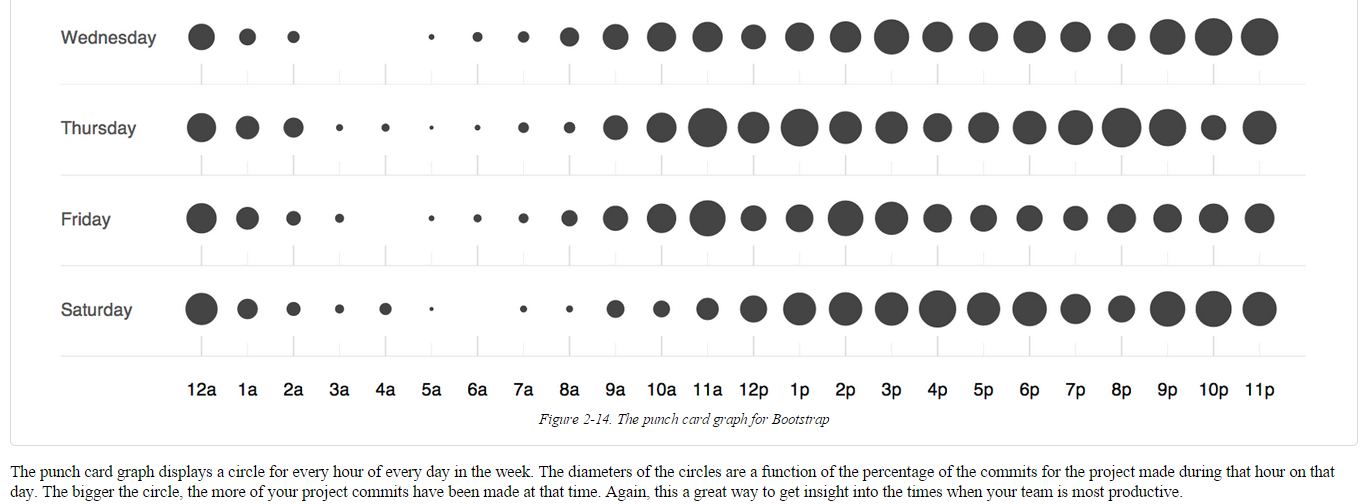 Wednesday
Thursday
Friday
Saturday
12a 1a 2a 3a 4a 5a 6a 7a 8a 9a 10a 11a 12p 1p 2p 3p 4p 5p 6p 7p 8p 9p 10p 11p
Figure 2-14. The punch card graph for Bootstrap
The punch card graph displays a circle for every hour of every day in the week. The diameters of the circles are a function of the percentage of the commits for the project made during that hour on that
day. The bigger the circle, the more of your project commits have been made at that time. Again, this a great way to get insight into the times when your team is most productive.